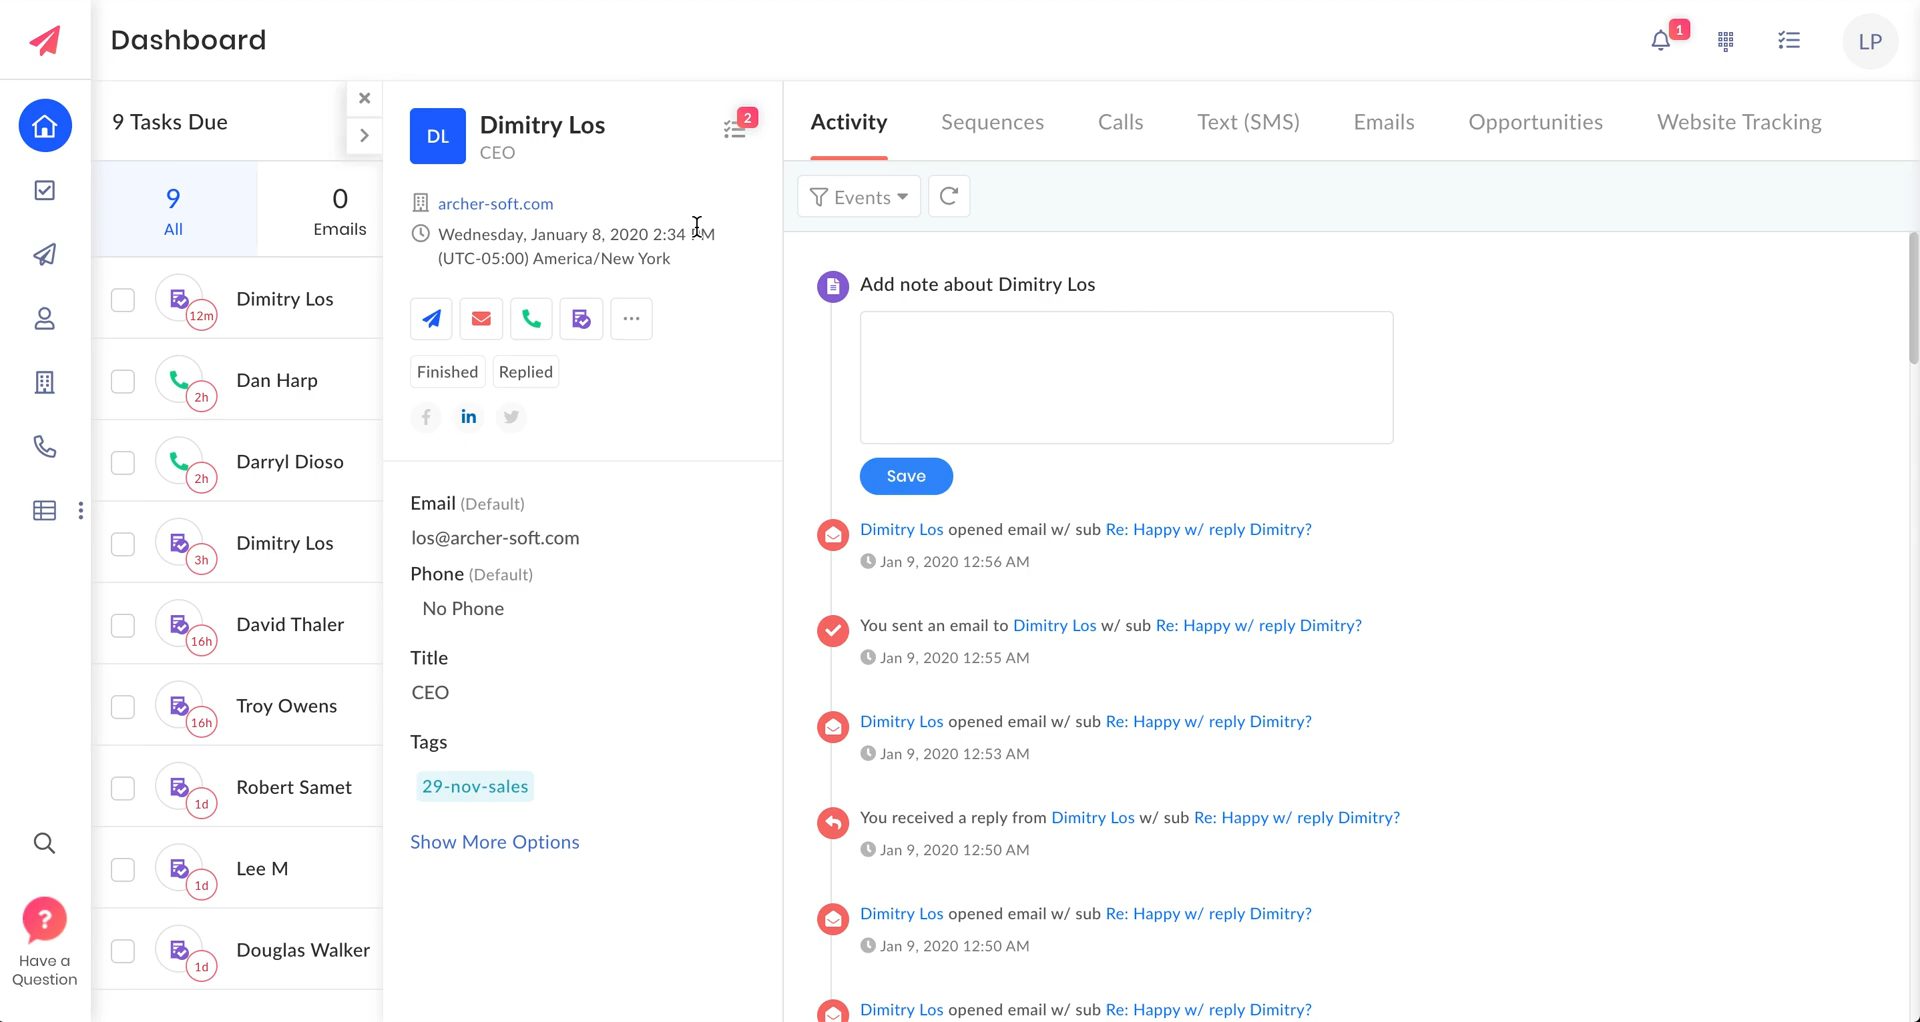 Dashboard
1
LP
9 Tasks Due
9
All
0
Emails
12m
Dimitry Los
2h
Dan Harp
2h
Darryl Dioso
3h
Dimitry Los
16h
David Thaler
16h
Troy Owens
1d
Robert Samet
1d
Lee M
1d
Douglas Walker
?
Have a
Question
DL
Dimitry Los
CEO
2
archer-soft.com
Wednesday, January 8, 2020 2:34 PM
(UTC-05:00) America/New York
Finished
Replied
f
in
Email (Default)
los@archer-soft.com
Phone (Default)
No Phone
Title
CEO
Tags
29-nov-sales
Show More Options
Activity
Sequences
Calls
Text (SMS)
Emails
Opportunities
Website Tracking
Events
Add note about Dimitry Los
Save
Dimitry Los opened email w/ sub Re: Happy w/ reply Dimitry?
Jan 9, 2020 12:56 AM
You sent an email to Dimitry Los w/ sub Re: Happy w/ reply Dimitry?
Jan 9, 2020 12:55 AM
Dimitry Los opened email w/ sub Re: Happy w/ reply Dimitry?
Jan 9, 2020 12:53 AM
You received a reply from Dimitry Los w/ sub Re: Happy w/ reply Dimitry?
Jan 9, 2020 12:50 AM
Dimitry Los opened email w/ sub Re: Happy w/ reply Dimitry?
Jan 9, 2020 12:50 AM
Dimitry Los opened email w/ sub Re: Happy w/ reply Dimitry?